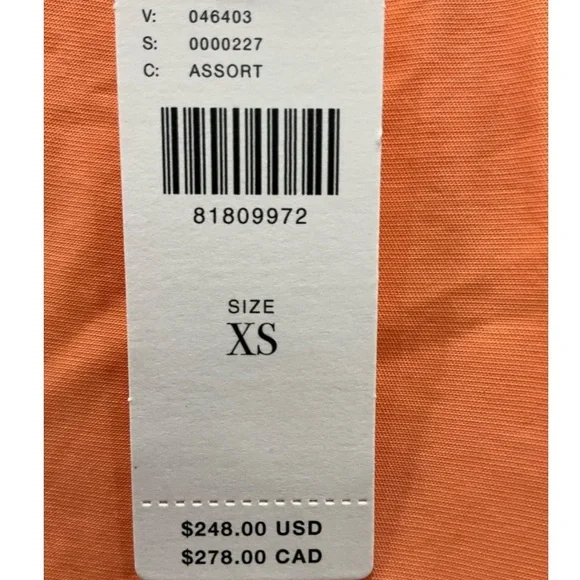 V: 046403
S: 0000227
C: ASSORT
81809972
SIZE
XS
$248.00 USD
$278.00 CAD